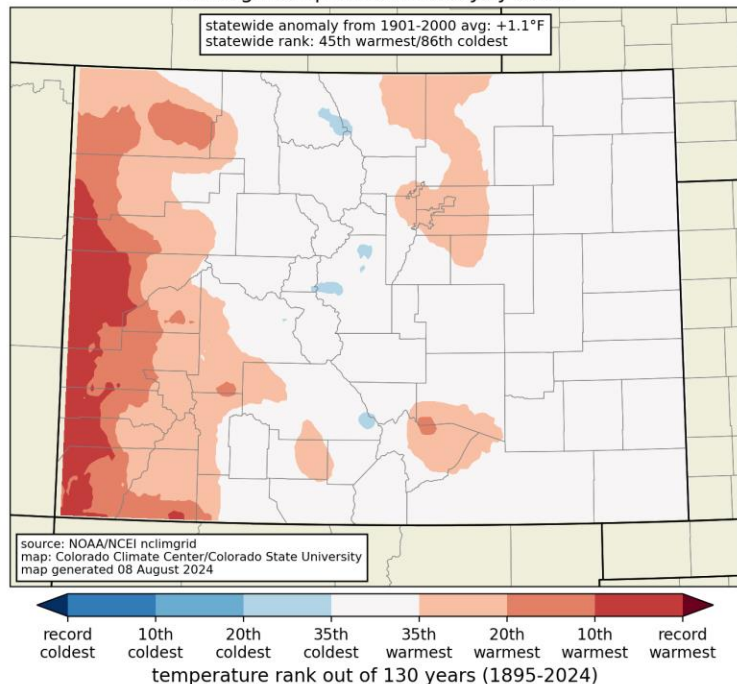 statewide anomaly from 1901-2000 avg: +1.1°F
statewide rank: 45th warmest/86th coldest
source: NOAA/NCEI nclimgrid
map: Colorado Climate Center/Colorado State University
map generated 08 August 2024
record coldest
10th coldest
20th coldest
35th coldest
35th warmest
20th warmest
10th warmest
record warmest
temperature rank out of 130 years (1895-2024)